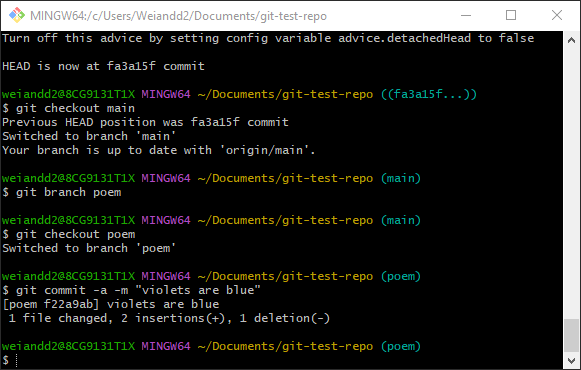 MINGW64:/c/Users/Weiandd2/Documents/git-test-repo
Turn off this advice by setting config variable advice.detachedHead to false
HEAD is now at fa3a15f commit
weiandd2@8CG9131T1X MINGW64 ~/Documents/git-test-repo ((fa3a15f...))
$ git checkout main
Previous HEAD position was fa3a15f commit
Switched to branch 'main'
Your branch is up to date with 'origin/main'.
weiandd2@8CG9131T1X MINGW64 ~/Documents/git-test-repo (main)
$ git branch poem
weiandd2@8CG9131T1X MINGW64 ~/Documents/git-test-repo (main)
$ git checkout poem
Switched to branch 'poem'
weiandd2@8CG9131T1X MINGW64 ~/Documents/git-test-repo (poem)
$ git commit -a -m "violets are blue"
[poem f22a9ab] violets are blue
 1 file changed, 2 insertions(+), 1 deletion(-)
weiandd2@8CG9131T1X MINGW64 ~/Documents/git-test-repo (poem)
$